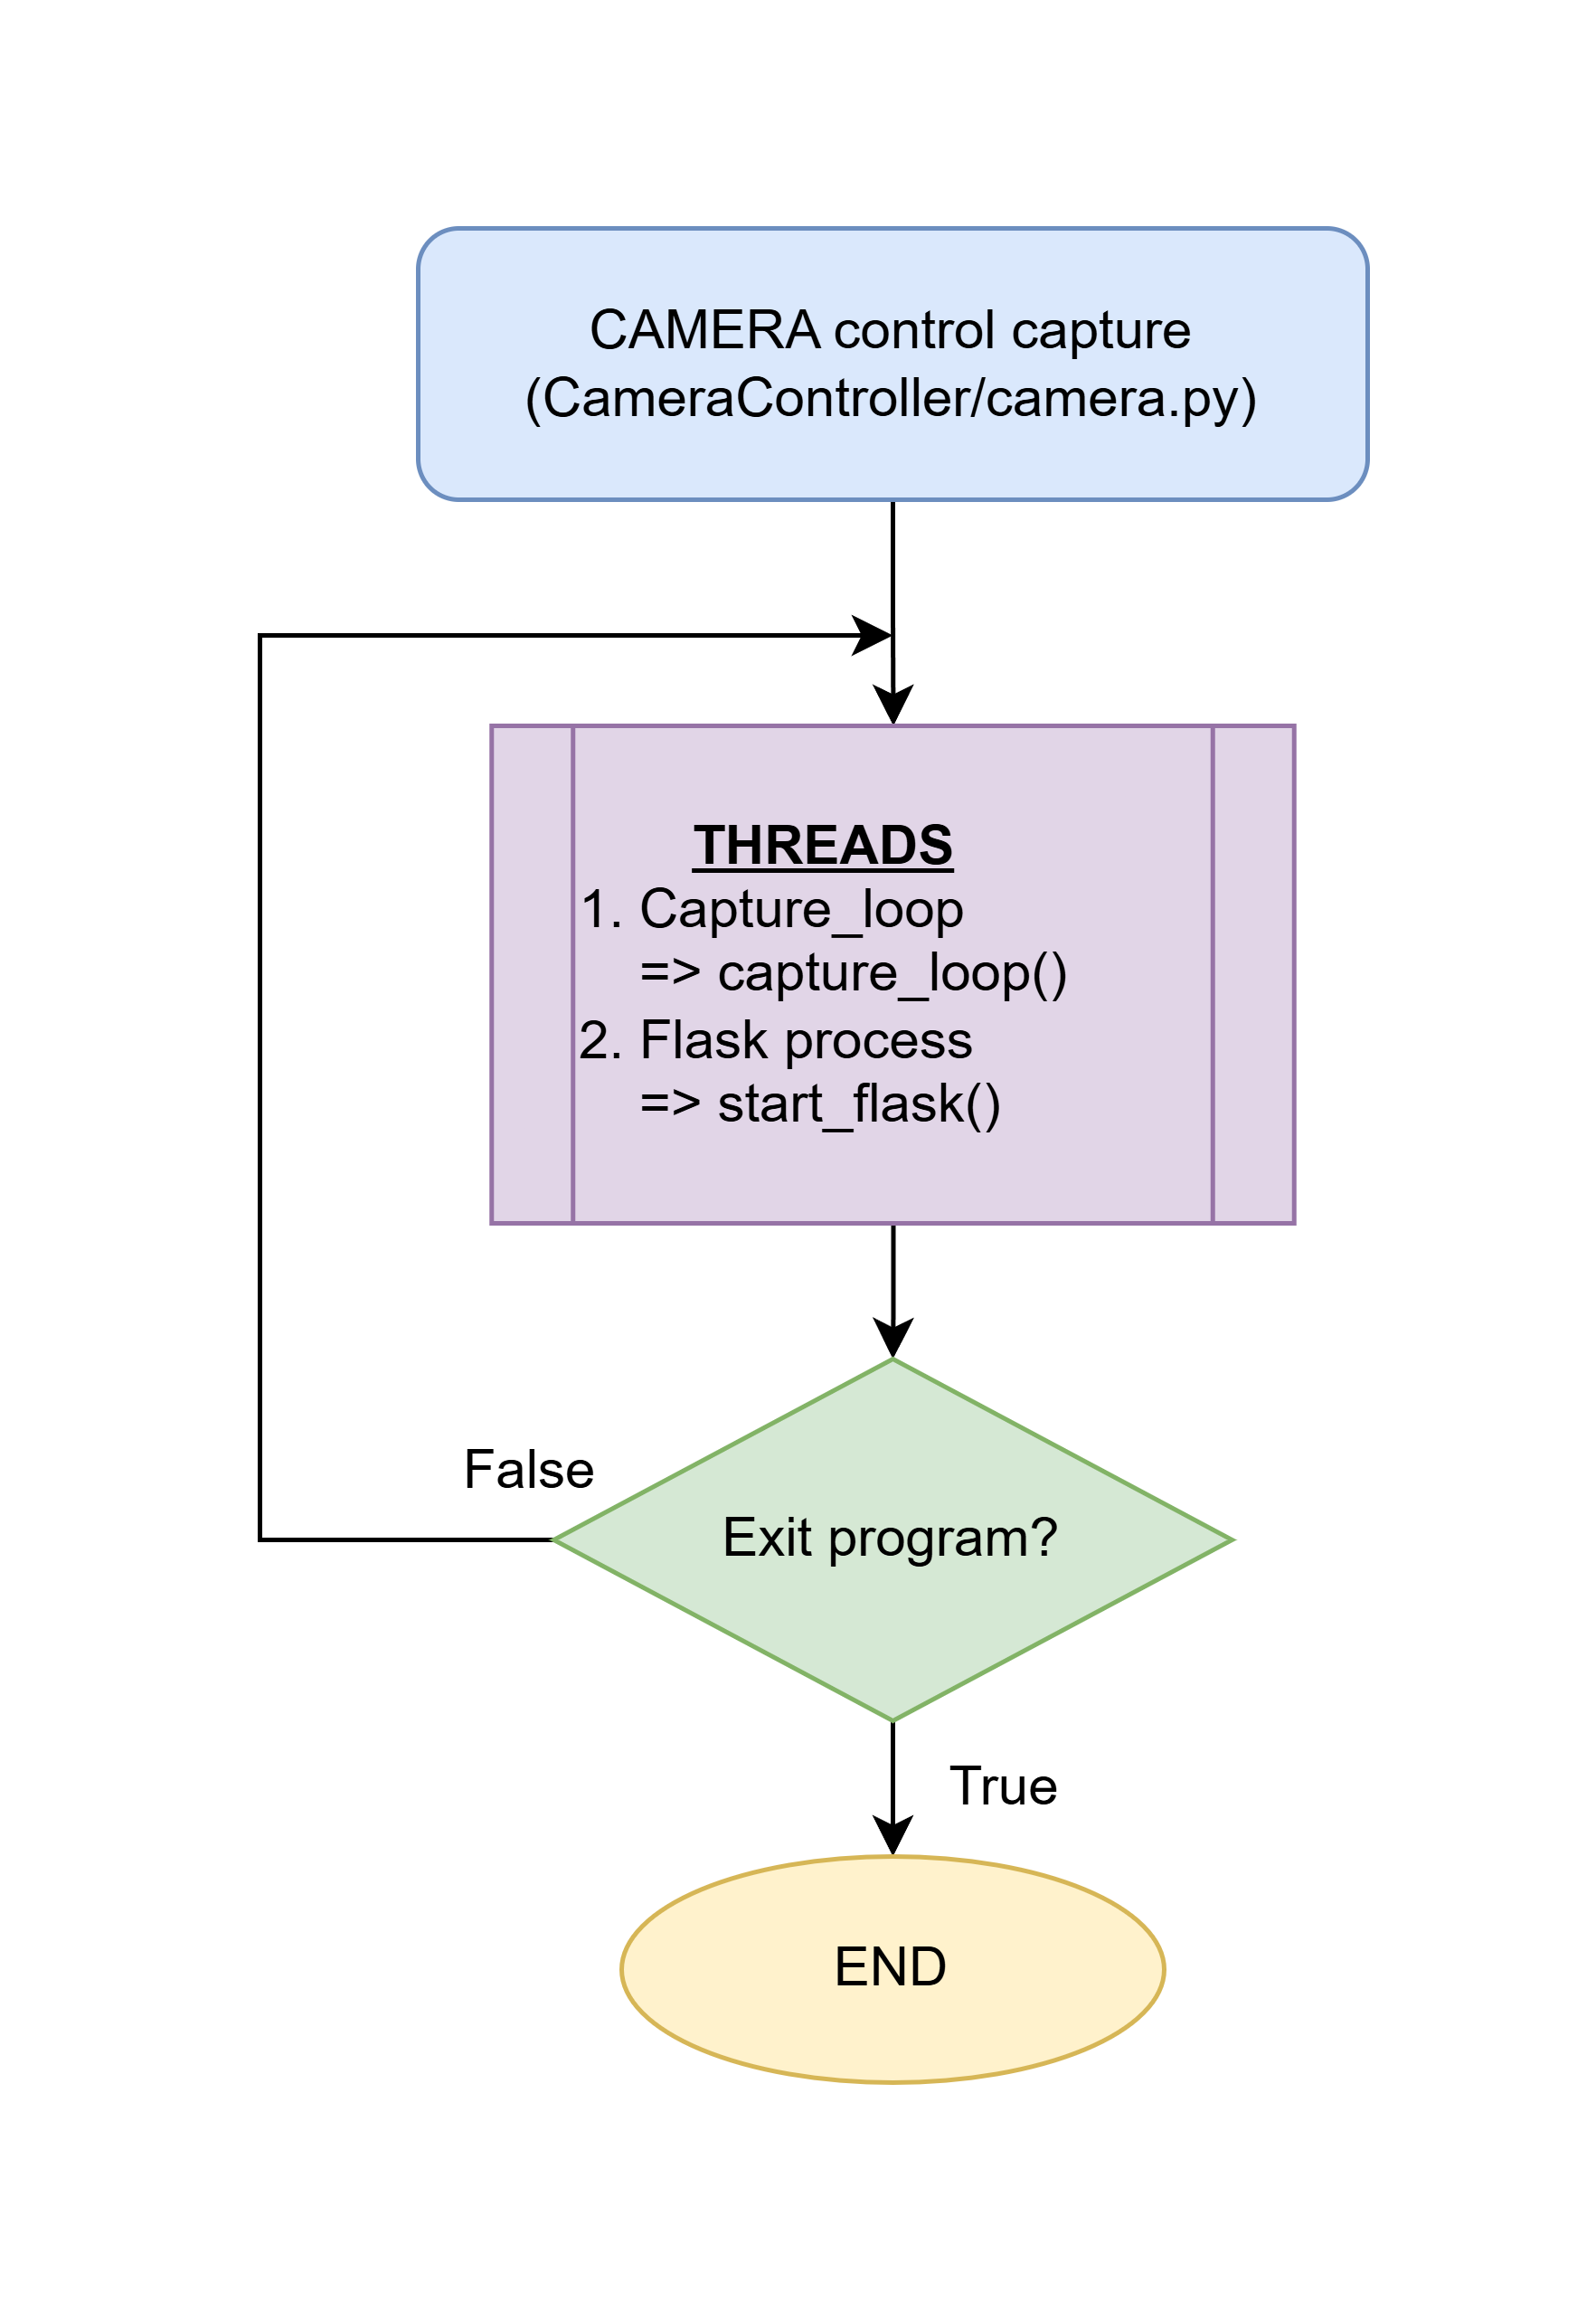 CAMERA control capture
(CameraController/camera.py)
THREADS
1. Capture_loop
=> capture_loop()
2. Flask process
=> start_flask()
False
Exit program?
True
END